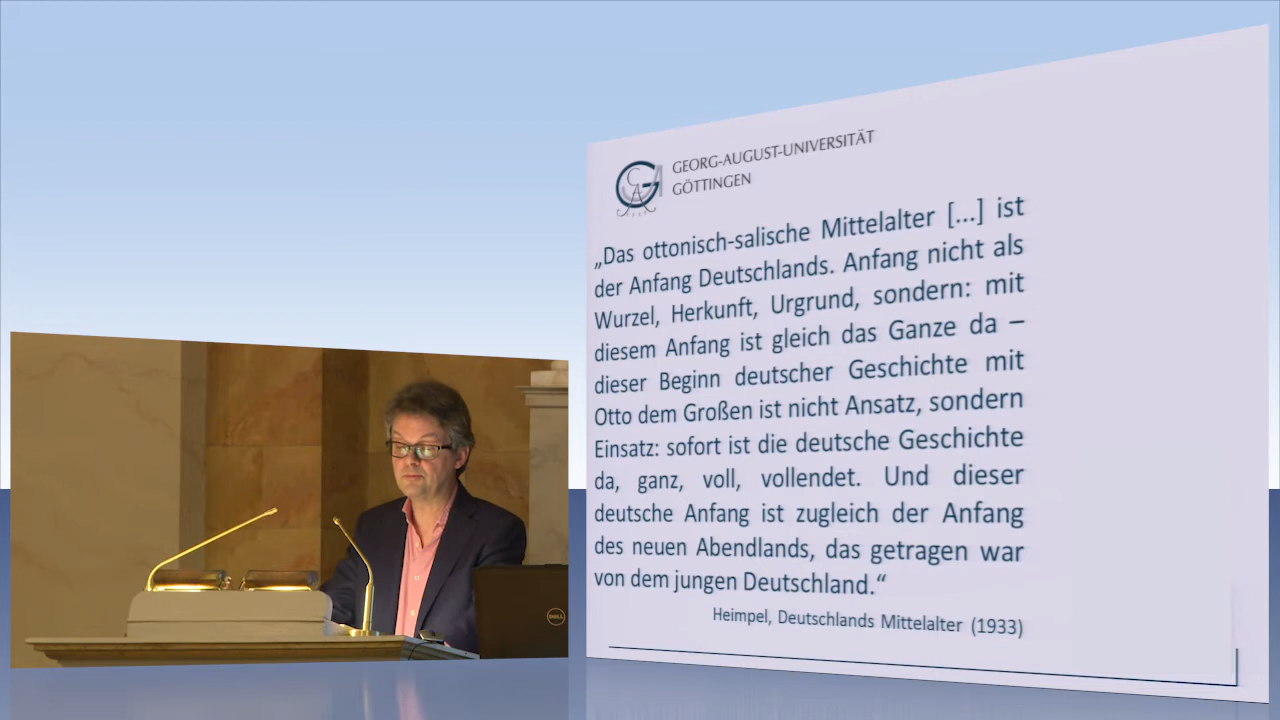 GEORG-AUGUST-UNIVERSITÄT
GÖTTINGEN
„Das ottonisch-salische Mittelalter [...] ist
der Anfang Deutschlands. Anfang nicht als
Wurzel, Herkunft, Urgrund, sondern: mit
diesem Anfang ist gleich das Ganze da –
dieser Beginn deutscher Geschichte mit
Otto dem Großen ist nicht Ansatz, sondern
Einsatz: sofort ist die deutsche Geschichte
da, ganz, voll, vollendet. Und dieser
deutsche Anfang ist zugleich der Anfang
des neuen Abendlands, das getragen war
von dem jungen Deutschland.“
Heimpel, Deutschlands Mittelalter (1933)
DELL